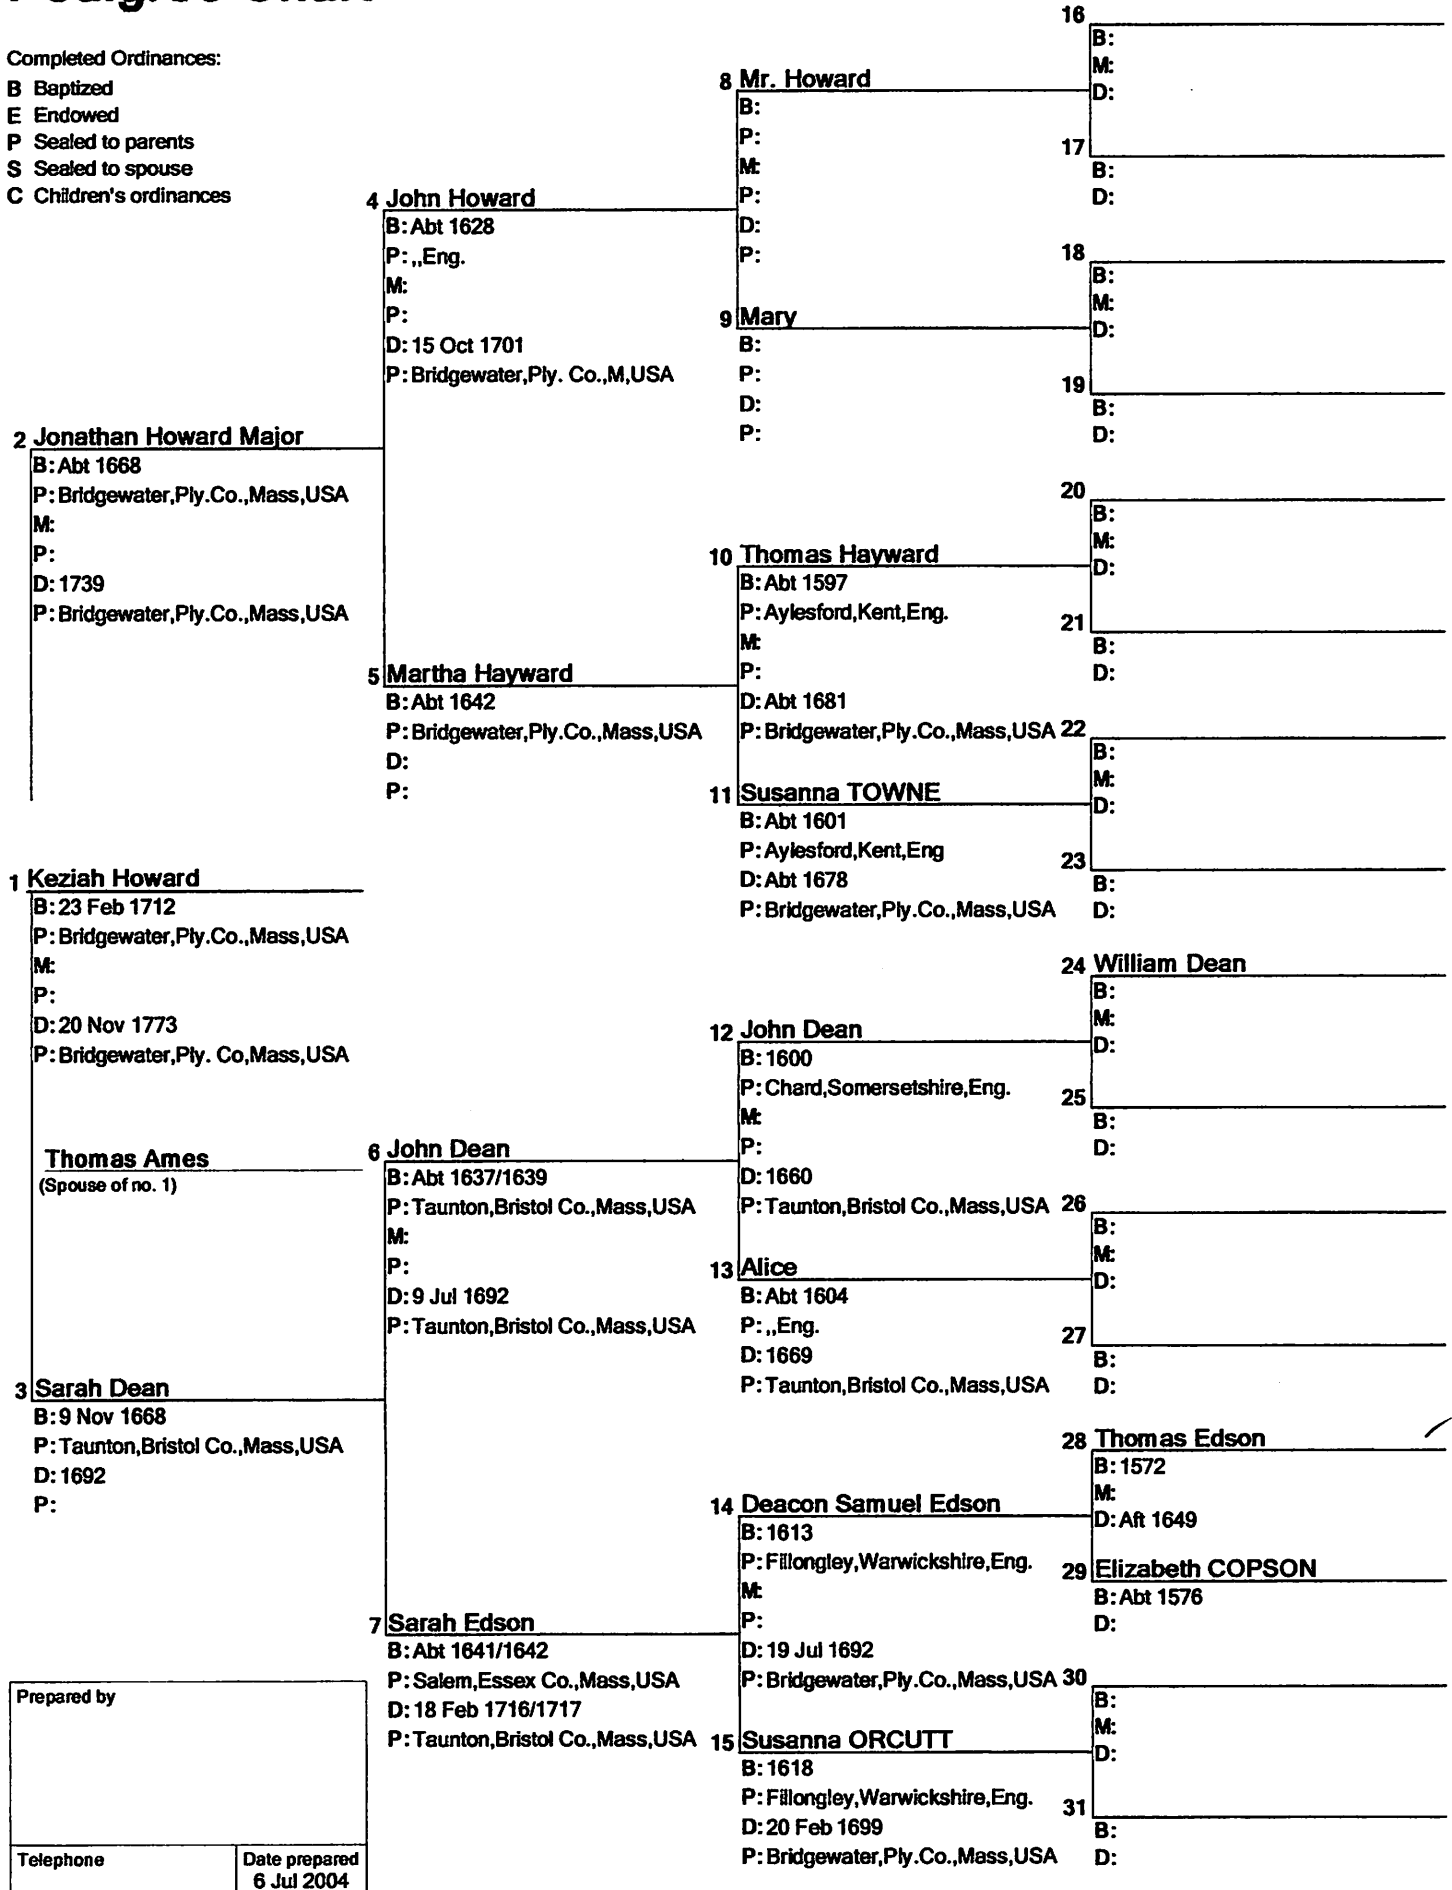 Pedigree Chart
Completed Ordinances:
B Baptized
E Endowed
P Sealed to parents
S Sealed to spouse
C Children's ordinances
2 Jonathan Howard Major
B: Abt 1668
P: Bridgewater,Ply.Co.,Mass,USA
M:
P:
D: 1739
P: Bridgewater,Ply.Co.,Mass,USA
1 Keziah Howard
B: 23 Feb 1712
P: Bridgewater,Ply.Co.,Mass,USA
M:
P:
D: 20 Nov 1773
P: Bridgewater,Ply. Co,Mass,USA
Thomas Ames
(Spouse of no. 1)
3 Sarah Dean
B: 9 Nov 1668
P: Taunton,Bristol Co.,Mass,USA
D: 1692
P:
Prepared by
Telephone
Date prepared
6 Jul 2004
4 John Howard
B: Abt 1628
P: ,,Eng.
M:
P:
D: 15 Oct 1701
P: Bridgewater,Ply. Co.,M,USA
5 Martha Hayward
B: Abt 1642
P: Bridgewater,Ply.Co.,Mass,USA
D:
P:
6 John Dean
B: Abt 1637/1639
P: Taunton,Bristol Co.,Mass,USA
M:
P:
D: 9 Jul 1692
P: Taunton,Bristol Co.,Mass,USA
7 Sarah Edson
B: Abt 1641/1642
P: Salem,Essex Co.,Mass,USA
D: 18 Feb 1716/1717
P: Taunton,Bristol Co.,Mass,USA
8 Mr. Howard
B:
P:
M:
P:
D:
P:
9 Mary
B:
P:
D:
P:
10 Thomas Hayward
B: Abt 1597
P: Aylesford,Kent,Eng.
M:
P:
D: Abt 1681
P: Bridgewater,Ply.Co.,Mass,USA
11 Susanna TOWNE
B: Abt 1601
P: Aylesford,Kent,Eng
D: Abt 1678
P: Bridgewater,Ply.Co.,Mass,USA
12 John Dean
B: 1600
P: Chard,Somersetshire,Eng.
M:
P:
D: 1660
P: Taunton,Bristol Co.,Mass,USA
13 Alice
B: Abt 1604
P: ,,Eng.
D: 1669
P: Taunton,Bristol Co.,Mass,USA
14 Deacon Samuel Edson
B: 1613
P: Fillongley,Warwickshire,Eng.
M:
P:
D: 19 Jul 1692
P: Bridgewater,Ply.Co.,Mass,USA
15 Susanna ORCUTT
B: 1618
P: Fillongley,Warwickshire,Eng.
D: 20 Feb 1699
P: Bridgewater,Ply.Co.,Mass,USA
16
B:
M:
D:
17
B:
D:
18
B:
M:
D:
19
B:
D:
20
B:
M:
D:
21
B:
D:
22
B:
M:
D:
23
B:
D:
24 William Dean
B:
M:
D:
25
B:
D:
26
B:
M:
D:
27
B:
D:
28 Thomas Edson
B: 1572
M:
D: Aft 1649
29 Elizabeth COPSON
B: Abt 1576
D:
30
B:
M:
D:
31
B:
D: